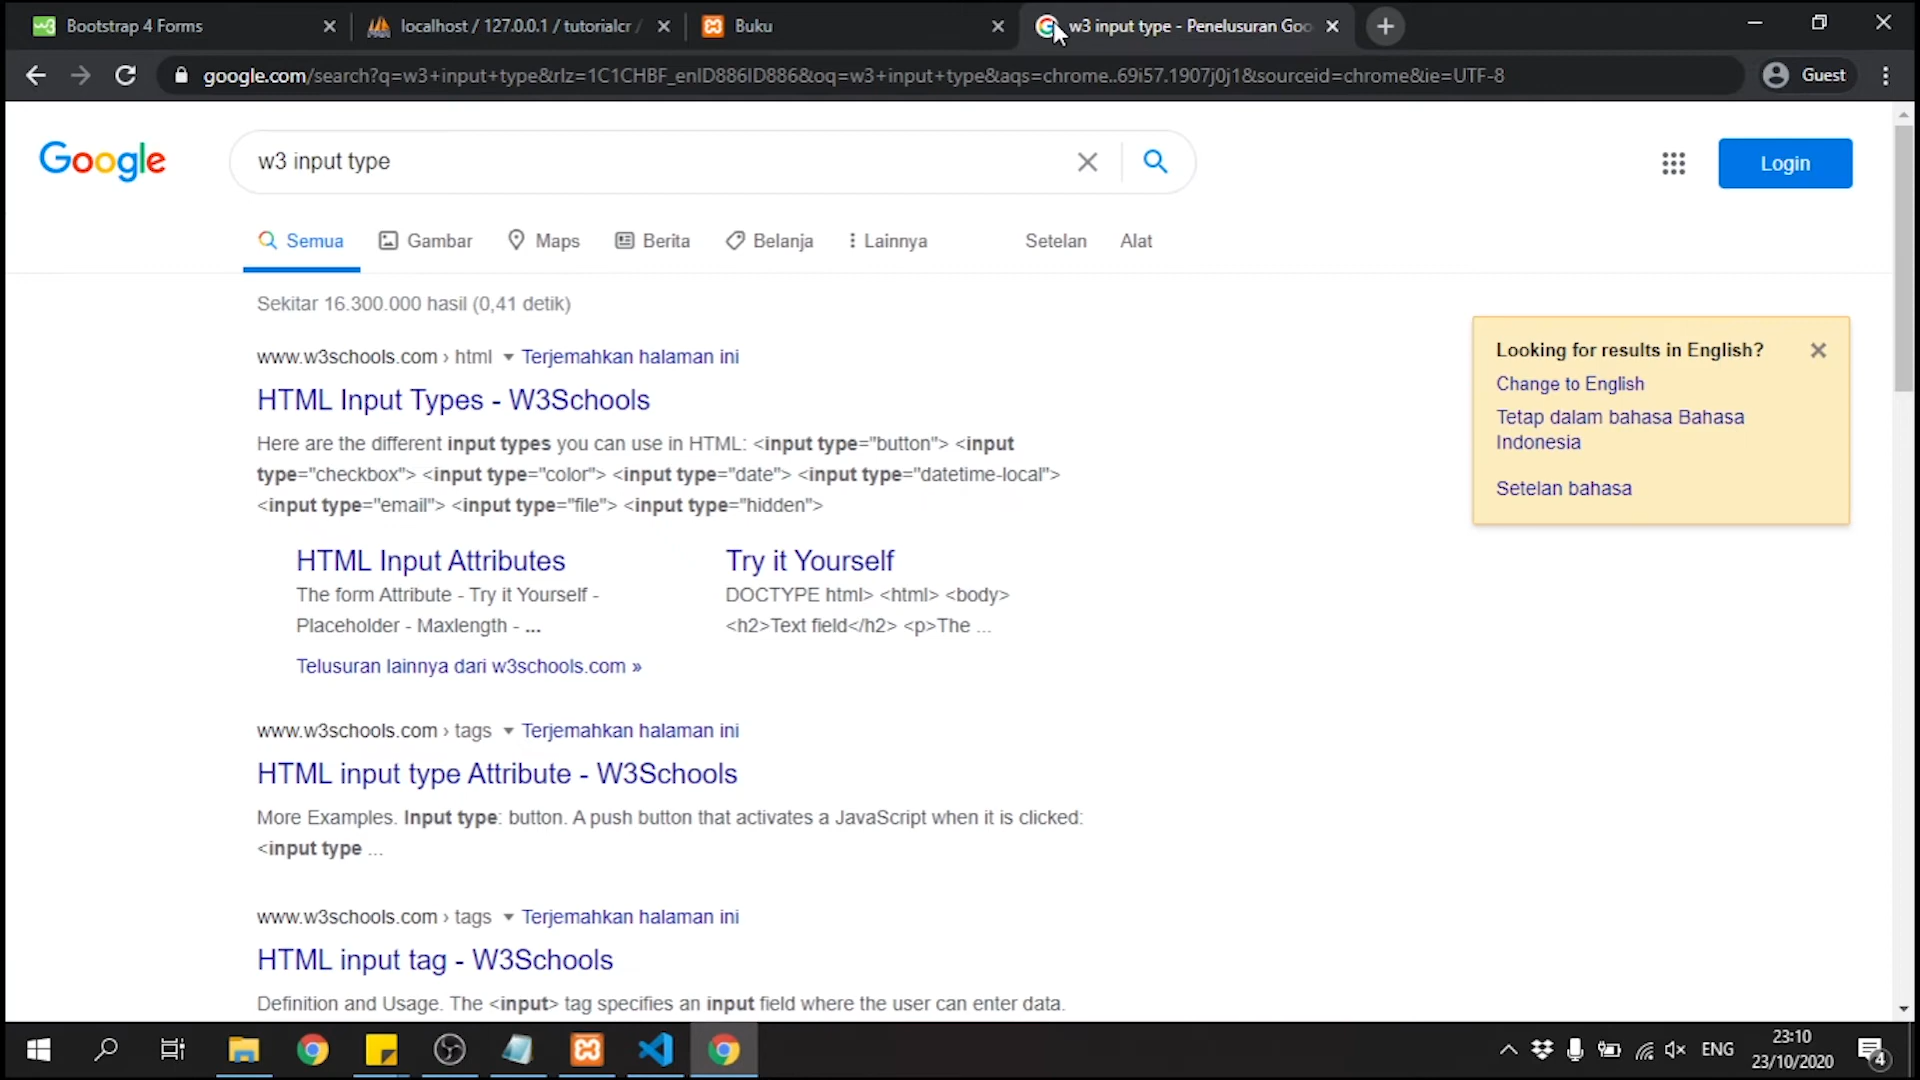 Bootstrap 4 Forms
localhost / 127.0.0.1 / tutorialcr /
Buku
w3 input type - Penelusuran Goo
google.com/search?q=w3+input+type&rlz=1C1CHBF_enID886ID886&oq=w3+input+type&aqs=chrome..69i57.1907j0j1&sourceid=chrome&ie=UTF-8
Guest
Google
w3 input type
Login
Semua
Gambar
Maps
Berita
Belanja
Lainnya
Setelan
Alat
Sekitar 16.300.000 hasil (0,41 detik)
www.w3schools.com › html
Terjemahkan halaman ini
HTML Input Types - W3Schools
Here are the different input types you can use in HTML: <input type="button"> <input
type="checkbox"> <input type="color"> <input type="date"> <input type="datetime-local">
<input type="email"> <input type="file"> <input type="hidden">
HTML Input Attributes
The form Attribute - Try it Yourself -
Placeholder - Maxlength - ...
Try it Yourself
DOCTYPE html> <html> <body>
<h2>Text field</h2> <p>The ...
Telusuran lainnya dari w3schools.com »
www.w3schools.com › tags
Terjemahkan halaman ini
HTML input type Attribute - W3Schools
More Examples. Input type: button. A push button that activates a JavaScript when it is clicked:
<input type ...
www.w3schools.com › tags
Terjemahkan halaman ini
HTML input tag - W3Schools
Definition and Usage. The <input> tag specifies an input field where the user can enter data.
Looking for results in English?
Change to English
Tetap dalam bahasa Bahasa
Indonesia
Setelan bahasa
ENG
23:10
23/10/2020
4